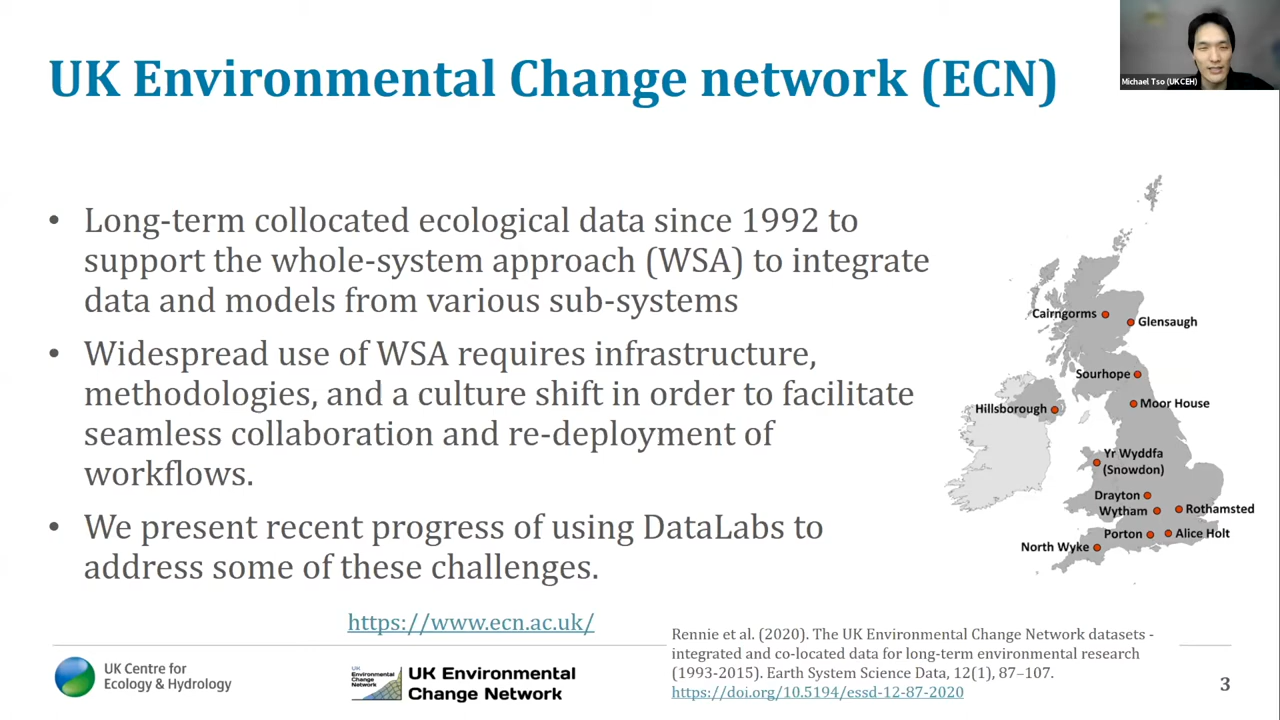 UK Environmental Change network (ECN)
Michael Tso (UKCEH)
• Long-term collocated ecological data since 1992 to
support the whole-system approach (WSA) to integrate
data and models from various sub-systems
• Widespread use of WSA requires infrastructure,
methodologies, and a culture shift in order to facilitate
seamless collaboration and re-deployment of
workflows.
• We present recent progress of using DataLabs to
address some of these challenges.
https://www.ecn.ac.uk/
Cairngorms
Glensaugh
Sourhope
Moor House
Hillsborough
Yr Wyddfa
(Snowdon)
Drayton
Wytham
Rothamsted
Porton
Alice Holt
North Wyke
Rennie et al. (2020). The UK Environmental Change Network datasets -
integrated and co-located data for long-term environmental research
(1993-2015). Earth System Science Data, 12(1), 87–107.
https://doi.org/10.5194/essd-12-87-2020
UK Centre for
Ecology & Hydrology
UK
Environmental
Change
Network
UK Environmental
Change Network
3